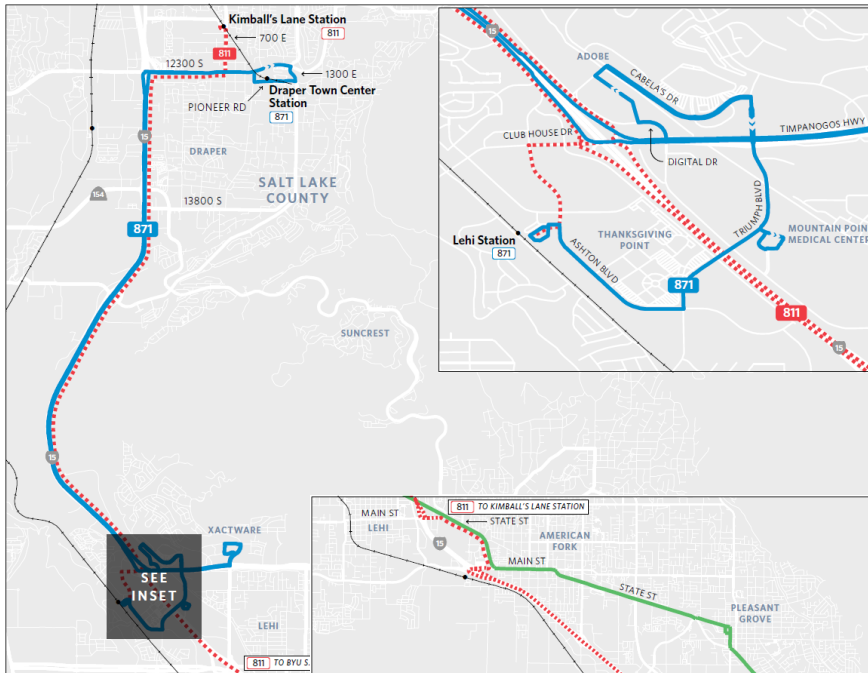 Kimball's Lane Station
811
700 E
811
12300 S
1300 E
Draper Town Center
Station
871
PIONEER RD
15
DRAPER
154
SALT LAKE
COUNTY
13800 S
871
SUNCREST
15
XACTWARE
SEE
INSET
LEHI
811 TO BYU S.
15
ADOBE
CABELA'S DR
TIMPANOGOS HWY
CLUB HOUSE DR
DIGITAL DR
TRIUMPH BLVD
THANKSGIVING
POINT
MOUNTAIN POIN
MEDICAL CENTER
Lehi Station
871
ASHTON BLVD
871
811
15
811 TO KIMBALL'S LANE STATION
MAIN ST
STATE ST
LEHI
15
AMERICAN
FORK
MAIN ST
STATE ST
PLEASANT
GROVE